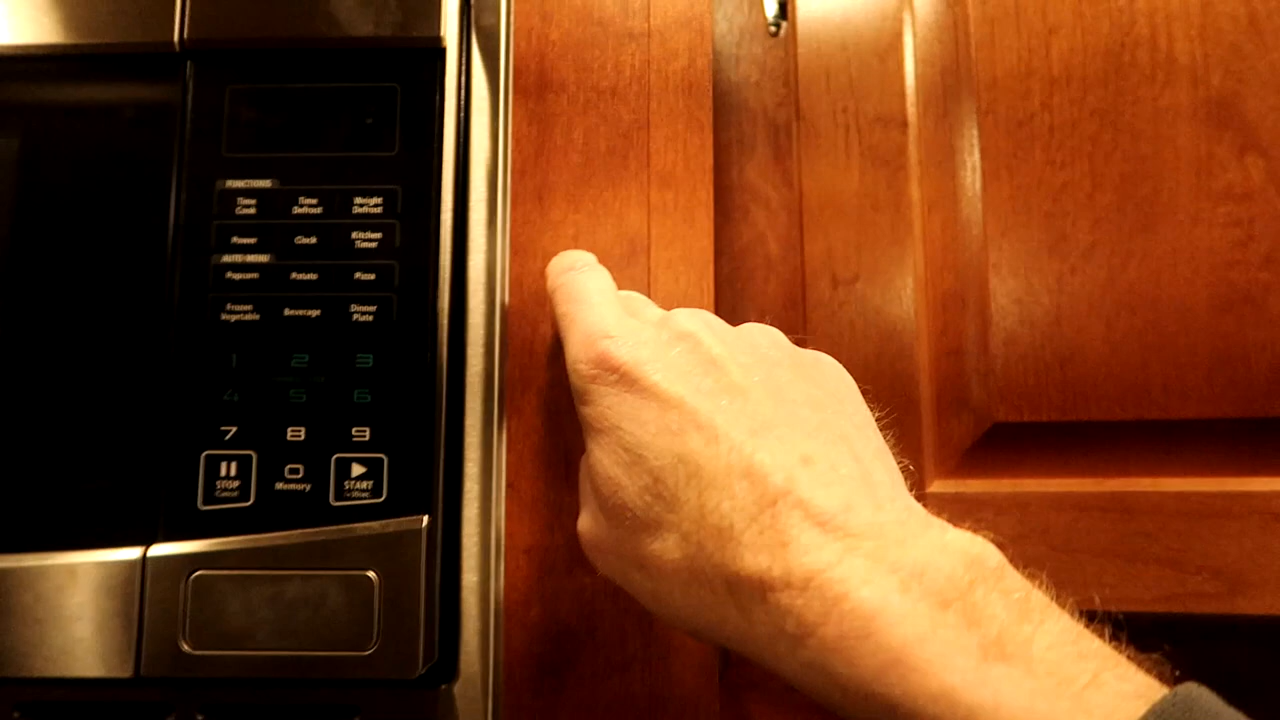 FUNCTIONS
Time Cook
Time Defrost
Weight Defrost
Power
Clock
Kitchen Timer
AUTO MENU
Popcorn
Potato
Pizza
Frozen Vegetable
Beverage
Dinner Plate
1 2 3
4 5 6
7 8 9
STOP
Cancel
0
Memory
START